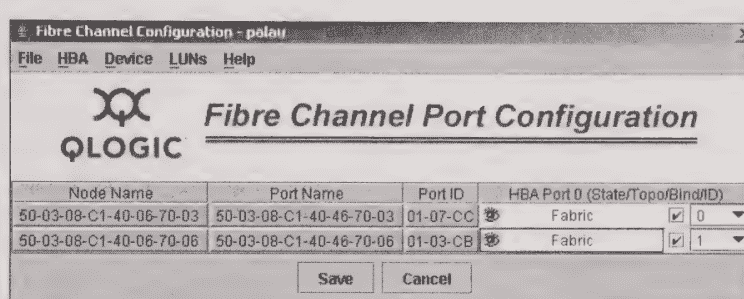 Fibre Channel Configuration - palau
File HBA Device LUNs Help
QLOGIC
Fibre Channel Port Configuration
Node Name Port Name Port ID HBA Port 0 (State/Topo/Bind/ID)
50-03-08-C1-40-06-70-03 50-03-08-C1-40-46-70-03 01-07-CC Fabric 0
50-03-08-C1-40-06-70-06 50-03-08-C1-40-46-70-06 01-03-CB Fabric 1
Save Cancel